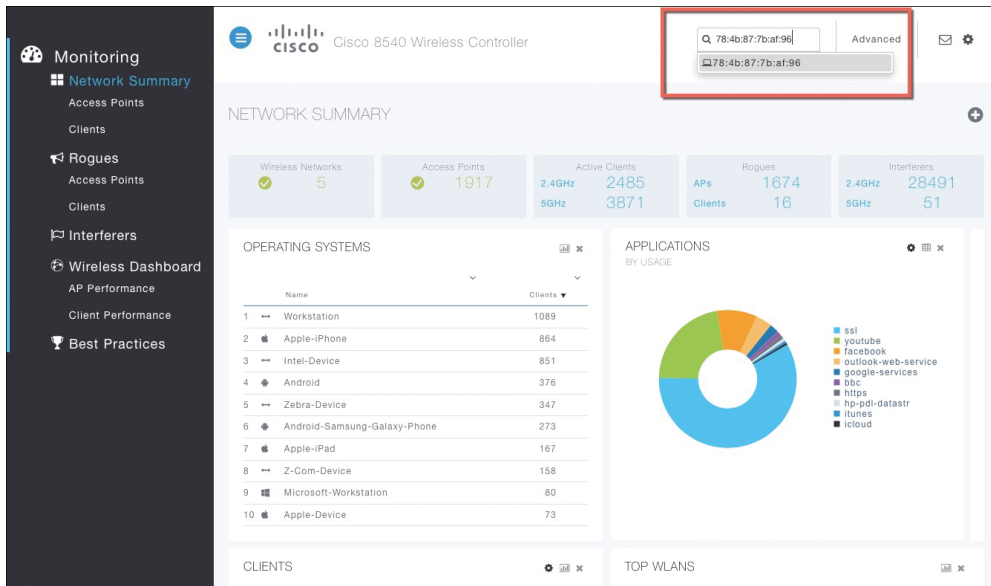 Monitoring
Network Summary
Access Points
Clients
Rogues
Access Points
Clients
Interferers
Wireless Dashboard
AP Performance
Client Performance
Best Practices
CISCO
Cisco 8540 Wireless Controller
78:4b:87:7b:af:96
Advanced
78:4b:87:7b:af:96
NETWORK SUMMARY
Wireless Networks
5
Access Points
1917
Active Clients
2.4GHz 2485
5GHz 3871
Rogues
APs 1674
Clients 16
Interferers
2.4GHz 28491
5GHz 51
OPERATING SYSTEMS
Name Clients
1 Workstation 1089
2 Apple-iPhone 864
3 Intel-Device 851
4 Android 376
5 Zebra-Device 347
6 Android-Samsung-Galaxy-Phone 273
7 Apple-iPad 167
8 Z-Com-Device 158
9 Microsoft-Workstation 80
10 Apple-Device 73
APPLICATIONS
BY USAGE
ssl
youtube
facebook
outlook-web-service
google-services
bbc
https
hp-pdl-datastr
itunes
icloud
CLIENTS
TOP WLANS